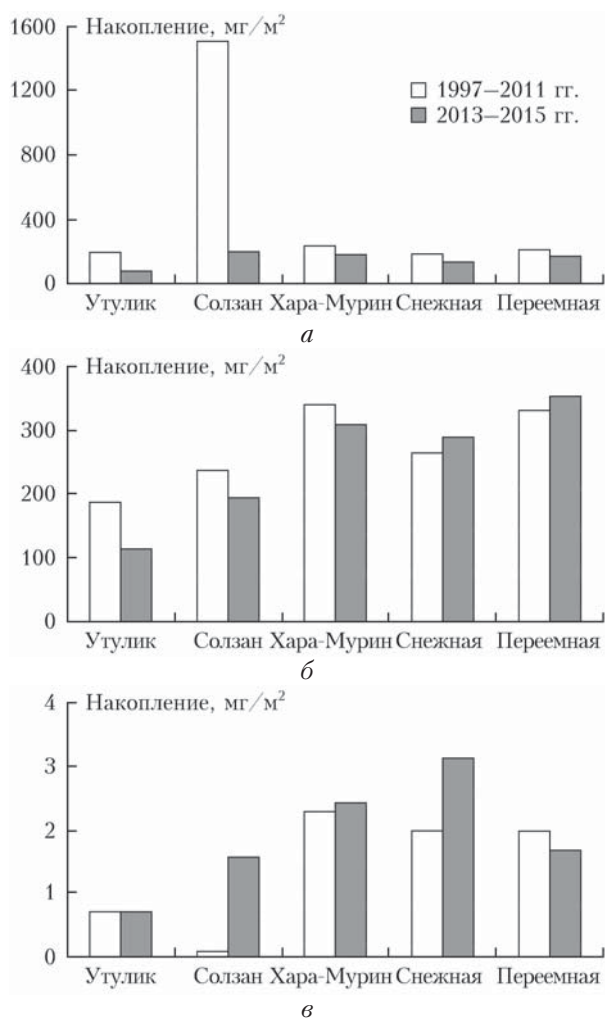 Накопление, мг/м²
1600
1200
800
400
0
1997–2011 гг.
2013–2015 гг.
Утулик Солзан Хара-Мурин Снежная Переемная
а
Накопление, мг/м²
400
300
200
100
0
Утулик Солзан Хара-Мурин Снежная Переемная
б
Накопление, мг/м²
4
3
2
1
0
Утулик Солзан Хара-Мурин Снежная Переемная
в